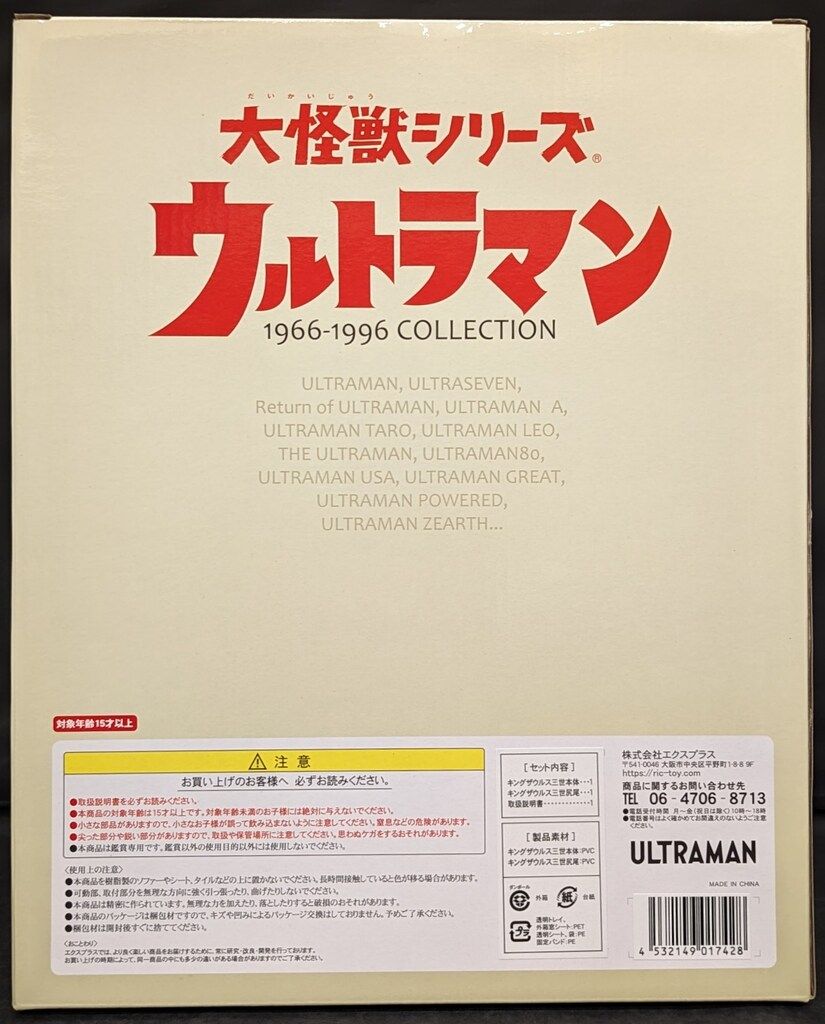 だいかいじゅう
大怪獣シリーズ®
ウルトラマン
1966-1996 COLLECTION
ULTRAMAN, ULTRASEVEN,
Return of ULTRAMAN, ULTRAMAN A,
ULTRAMAN TARO, ULTRAMAN LEO,
THE ULTRAMAN, ULTRAMAN80,
ULTRAMAN USA, ULTRAMAN GREAT,
ULTRAMAN POWERED,
ULTRAMAN ZEARTH...
対象年齢15才以上
⚠ 注意
お買い上げのお客様へ 必ずお読みください。
●取扱説明書を必ずお読みください。
●本商品の対象年齢は15才以上です。対象年齢未満のお子様には絶対に与えないでください。
●小さな部品がありますので、小さなお子様が誤って飲み込まないように注意してください。窒息などの危険があります。
●尖った部分や鋭い部分がありますので、取扱や保管場所に注意してください。思わぬケガをするおそれがあります。
●本商品は鑑賞専用です。鑑賞以外の使用目的以外には使用しないでください。
〈使用上の注意〉
●本商品を樹脂製のソファーやシート、タイルなどの上に置かないでください。長時間接触していると色が移る場合があります。
●可動部、取付部分を無理な方向に強く引っ張ったり、曲げたりしないでください。
●本商品は精密に作られています。無理な力を加えたり、落としたりすると破損のおそれがあります。
●本商品のパッケージは梱包材ですので、キズや凹みによるパッケージ交換はしておりません。予めご了承ください。
●梱包材は開封後すぐに捨ててください。
〈おことわり〉
エクスプラスでは、より良く楽しい商品をお届けするために、常に研究・改良・開発を行っております。
お買い上げの時期によって、同一商品の中にも多少の違いがある場合がありますのでご了承ください。
[セット内容]
キングザウルス三世本体‥‥1
キングザウルス三世尻尾‥‥1
取扱説明書‥‥‥‥‥‥‥1
[製品素材]
キングザウルス三世本体:PVC
キングザウルス三世尻尾:PVC
ダンボール
外箱 紙 台紙
プラ
透明トレイ、
外箱窓シート:PET
透明シート、袋:PE
固定バンド:PE
株式会社エクスプラス
〒541-0046 大阪市中央区平野町1-8-8 9F
https://ric-toy.com
商品に関するお問い合わせ先
TEL 06-4706-8713
●電話受付時間 月〜金(祝日は除く)10時〜18時
●電話番号はよく確かめてお間違えのないようご注意
ください。
ULTRAMAN
MADE IN CHINA
4 532149 017428